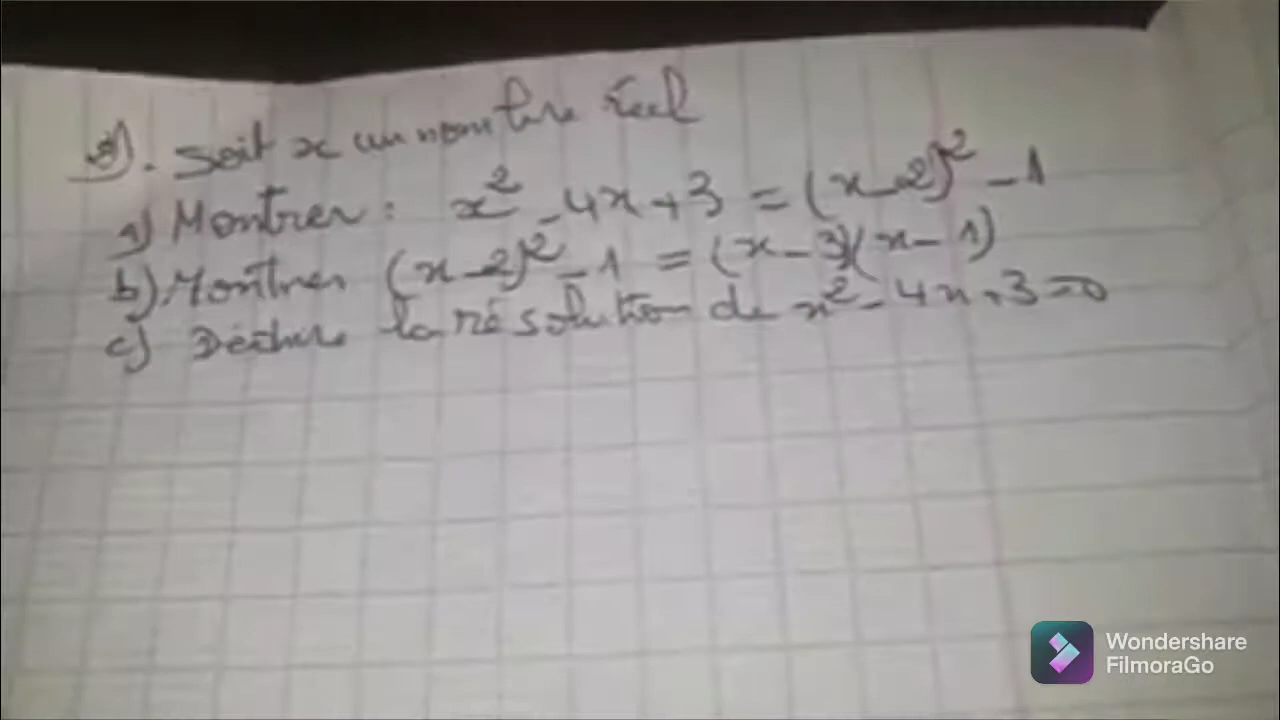 Soit x un nombre réel
a) Montrer : x² - 4x + 3 = (x - 2)² - 1
b) Montrer (x - 2)² - 1 = (x - 3)(x - 1)
c) Déduire la résolution de x² - 4x + 3 = 0
Wondershare
FilmoraGo